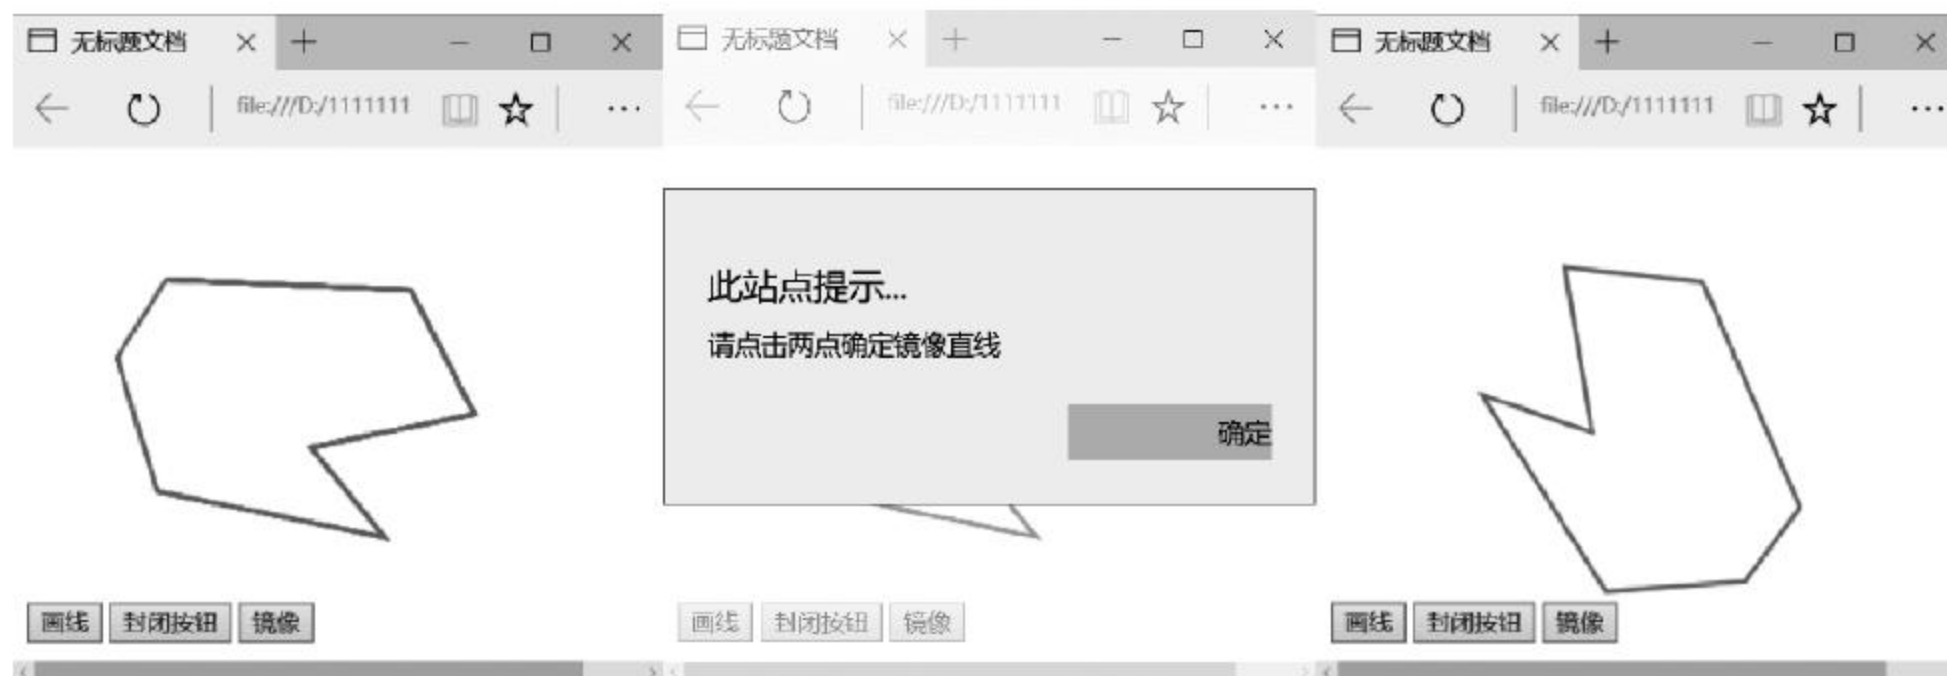 无标题文档
file:///D:/1111111
画线 封闭按钮 镜像
无标题文档
file:///D:/1111111
此站点提示...
请点击两点确定镜像直线
确定
画线 封闭按钮 镜像
无标题文档
file:///D:/1111111
画线 封闭按钮 镜像